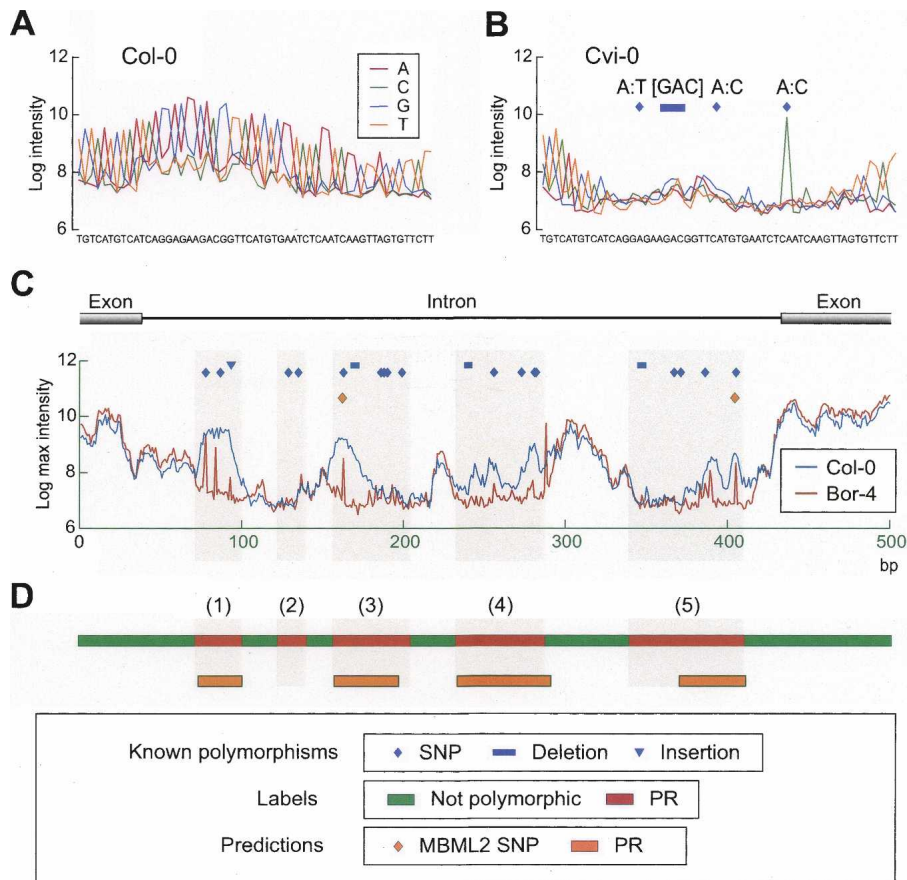 A
Col-0
12
10
8
6
Log intensity
A
C
G
T
TGTCATGTCATCAGGAGAAGACGGTTCATGTGAATCTCAATCAAGTTAGTGTTCTT
B
Cvi-0
12
10
8
6
Log intensity
A:T [GAC] A:C A:C
TGTCATGTCATCAGGAGAAGACGGTTCATGTGAATCTCAATCAAGTTAGTGTTCTT
C
Exon Intron Exon
12
10
8
6
Log max intensity
Col-0
Bor-4
0 100 200 300 400 500
bp
D
(1) (2) (3) (4) (5)
Known polymorphisms SNP Deletion Insertion
Labels Not polymorphic PR
Predictions MBML2 SNP PR